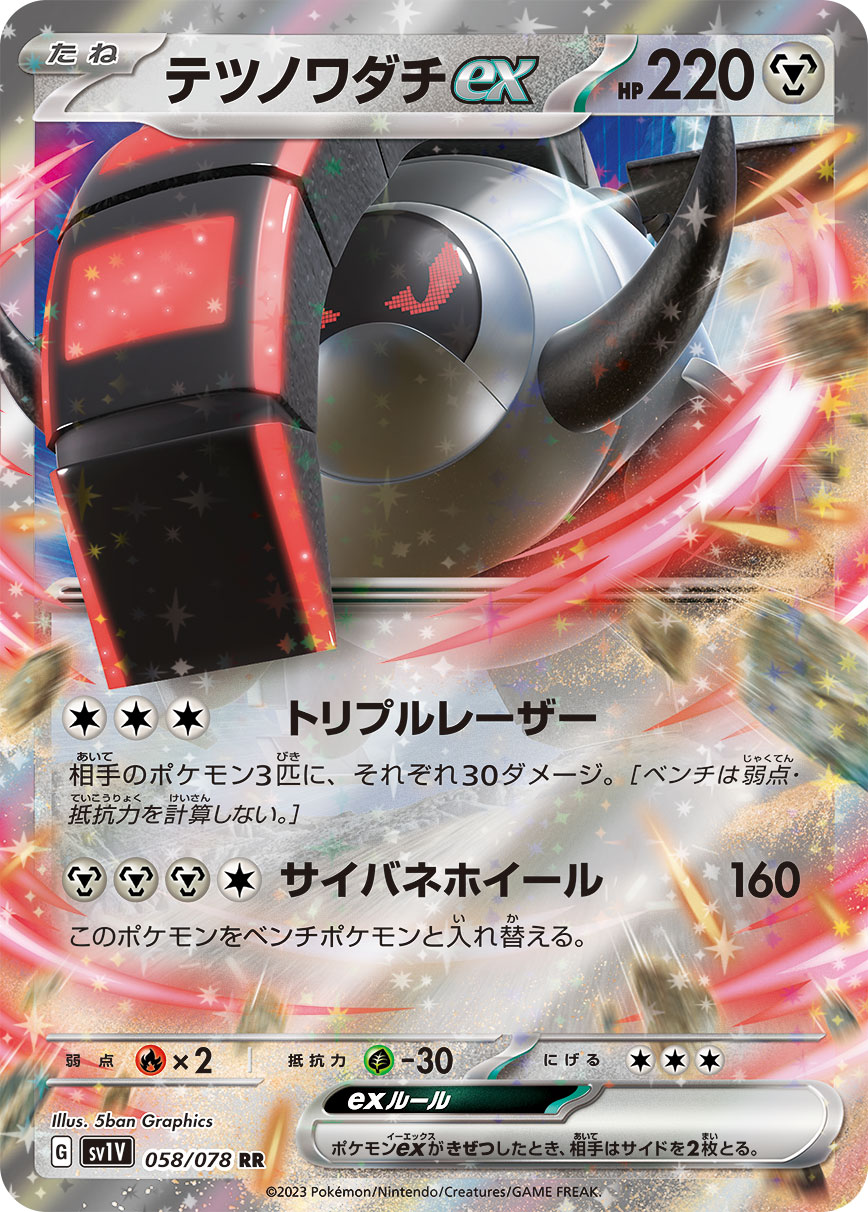 たね テツノワダチex HP220
トリプルレーザー
相手のポケモン3匹に、それぞれ30ダメージ。[ベンチは弱点・
抵抗力を計算しない。]
サイバネホイール 160
このポケモンをベンチポケモンと入れ替える。
弱点 ×2 抵抗力 -30 にげる
exルール
ポケモンexがきぜつしたとき、相手はサイドを2枚とる。
Illus. 5ban Graphics
G sv1V 058/078 RR
©2023 Pokémon/Nintendo/Creatures/GAME FREAK.